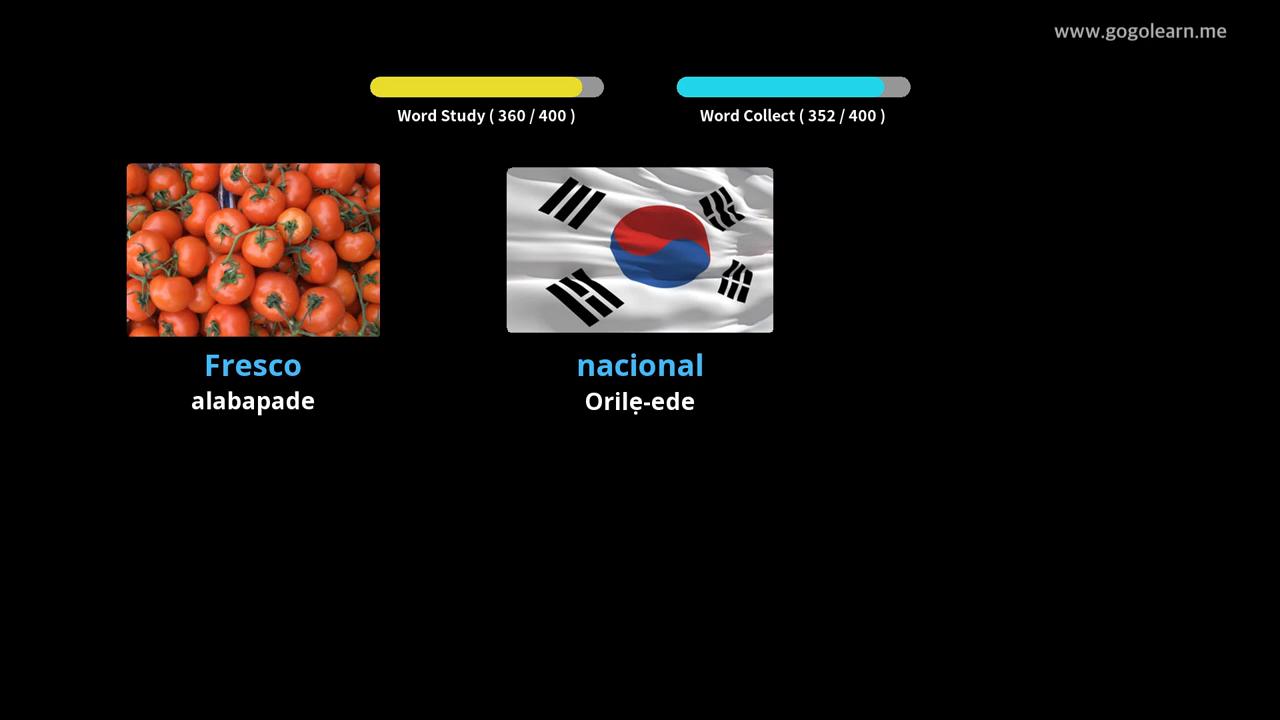 www.gogolearn.me
Word Study ( 360 / 400 )
Word Collect ( 352 / 400 )
Fresco
alabapade
nacional
Orilẹ-ede